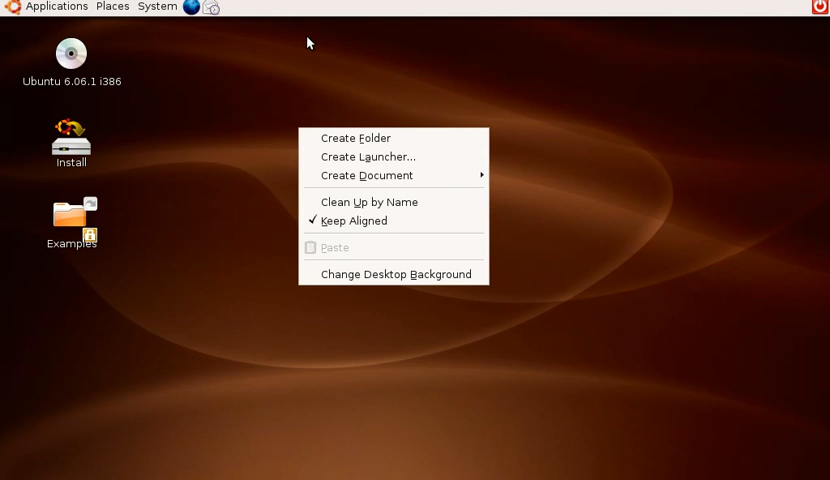 Applications Places System
Ubuntu 6.06.1 i386
Install
Examples
Create Folder
Create Launcher...
Create Document
Clean Up by Name
Keep Aligned
Paste
Change Desktop Background